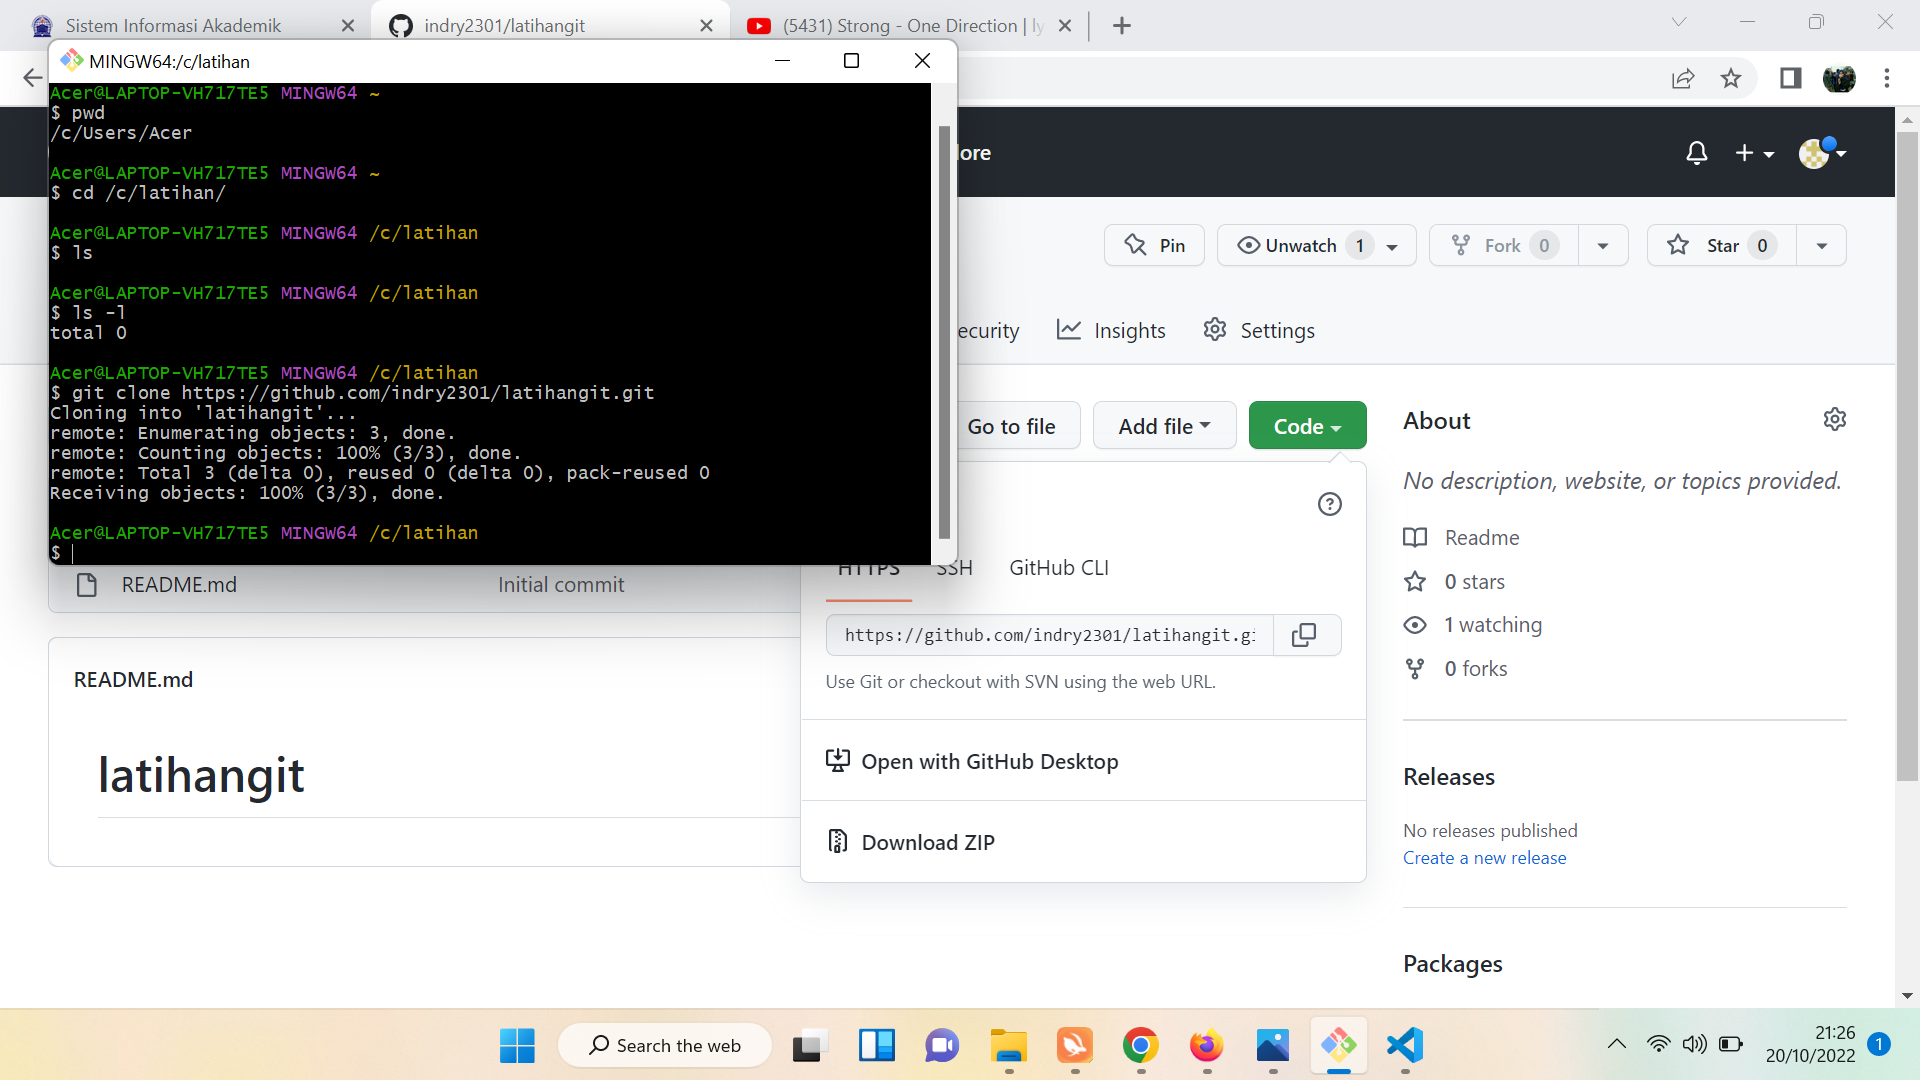 Sistem Informasi Akademik
indry2301/latihangit
(5431) Strong - One Direction | ly
MINGW64:/c/latihan
Acer@LAPTOP-VH717TE5 MINGW64 ~
$ pwd
/c/Users/Acer
Acer@LAPTOP-VH717TE5 MINGW64 ~
$ cd /c/latihan/
Acer@LAPTOP-VH717TE5 MINGW64 /c/latihan
$ ls
Acer@LAPTOP-VH717TE5 MINGW64 /c/latihan
$ ls -l
total 0
Acer@LAPTOP-VH717TE5 MINGW64 /c/latihan
$ git clone https://github.com/indry2301/latihangit.git
Cloning into 'latihangit'...
remote: Enumerating objects: 3, done.
remote: Counting objects: 100% (3/3), done.
remote: Total 3 (delta 0), reused 0 (delta 0), pack-reused 0
Receiving objects: 100% (3/3), done.
Acer@LAPTOP-VH717TE5 MINGW64 /c/latihan
$
lore
Pin
Unwatch 1
Fork 0
Star 0
ecurity
Insights
Settings
Go to file
Add file
Code
HTTPS
SSH
GitHub CLI
https://github.com/indry2301/latihangit.gi
Use Git or checkout with SVN using the web URL.
Open with GitHub Desktop
Download ZIP
README.md
Initial commit
README.md
latihangit
About
No description, website, or topics provided.
Readme
0 stars
1 watching
0 forks
Releases
No releases published
Create a new release
Packages
Search the web
21:26
20/10/2022
1